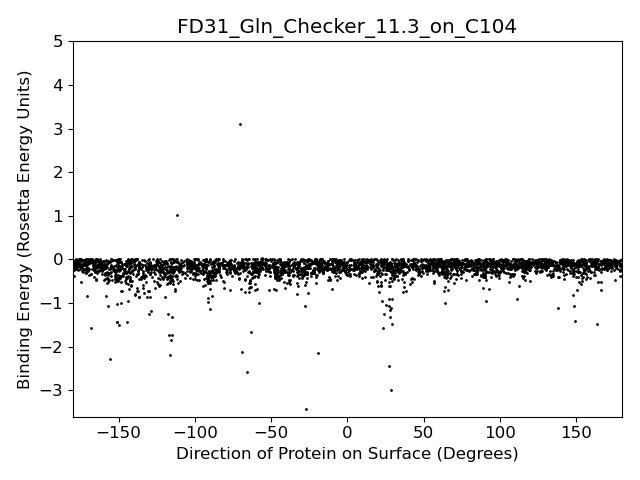 FD31_Gln_Checker_11.3_on_C104
Binding Energy (Rosetta Energy Units)
5
4
3
2
1
0
−1
−2
−3
−150 −100 −50 0 50 100 150
Direction of Protein on Surface (Degrees)